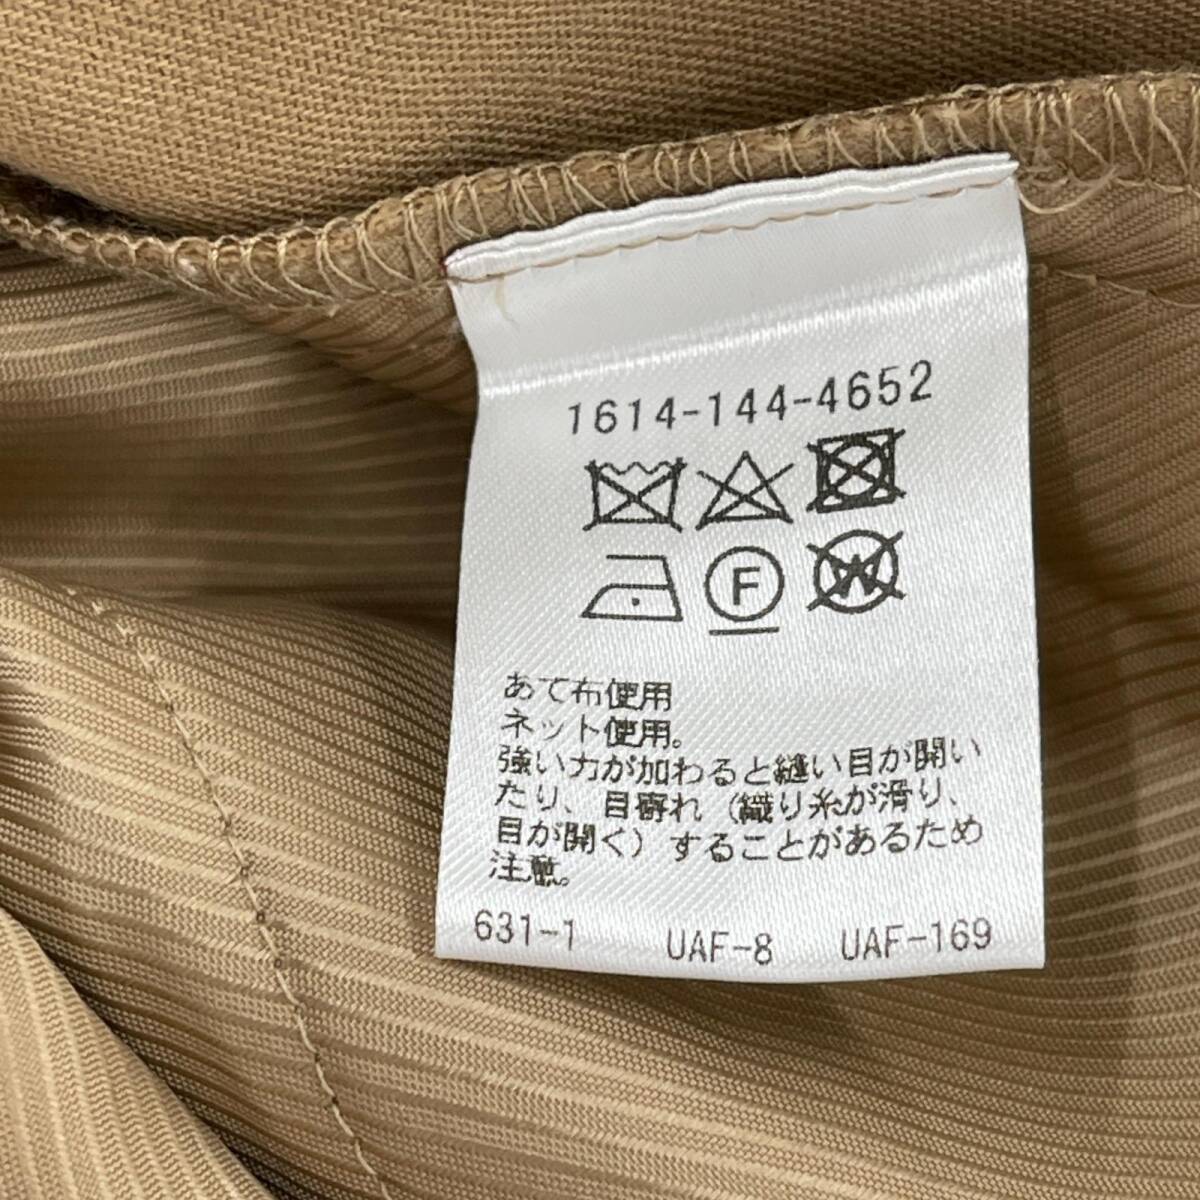 1614-144-4652
F
W
あて布使用
ネット使用。
強い力が加わると縫い目が開い
たり、目寄れ（織り糸が滑り、
目が開く）することがあるため
注意。
631-1 UAF-8 UAF-169